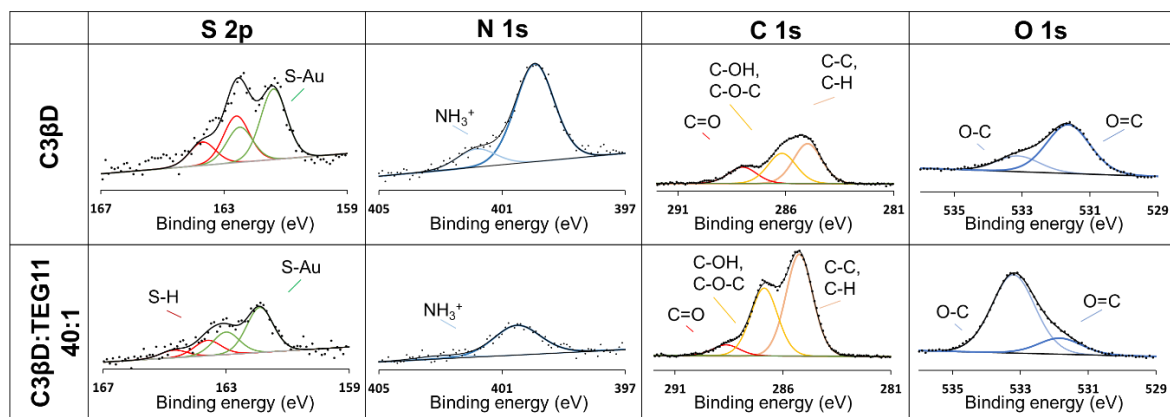 S 2p N 1s C 1s O 1s
C3βD
S-Au
167 163 159
Binding energy (eV)
NH₃⁺
405 401 397
Binding energy (eV)
C=O
C-OH,
C-O-C
C-C,
C-H
291 286 281
Binding energy (eV)
O-C
O=C
535 533 531 529
Binding energy (eV)
C3βD:TEG11
40:1
S-H
S-Au
167 163 159
Binding energy (eV)
NH₃⁺
405 401 397
Binding energy (eV)
C=O
C-OH,
C-O-C
C-C,
C-H
291 286 281
Binding energy (eV)
O-C
O=C
535 533 531 529
Binding energy (eV)